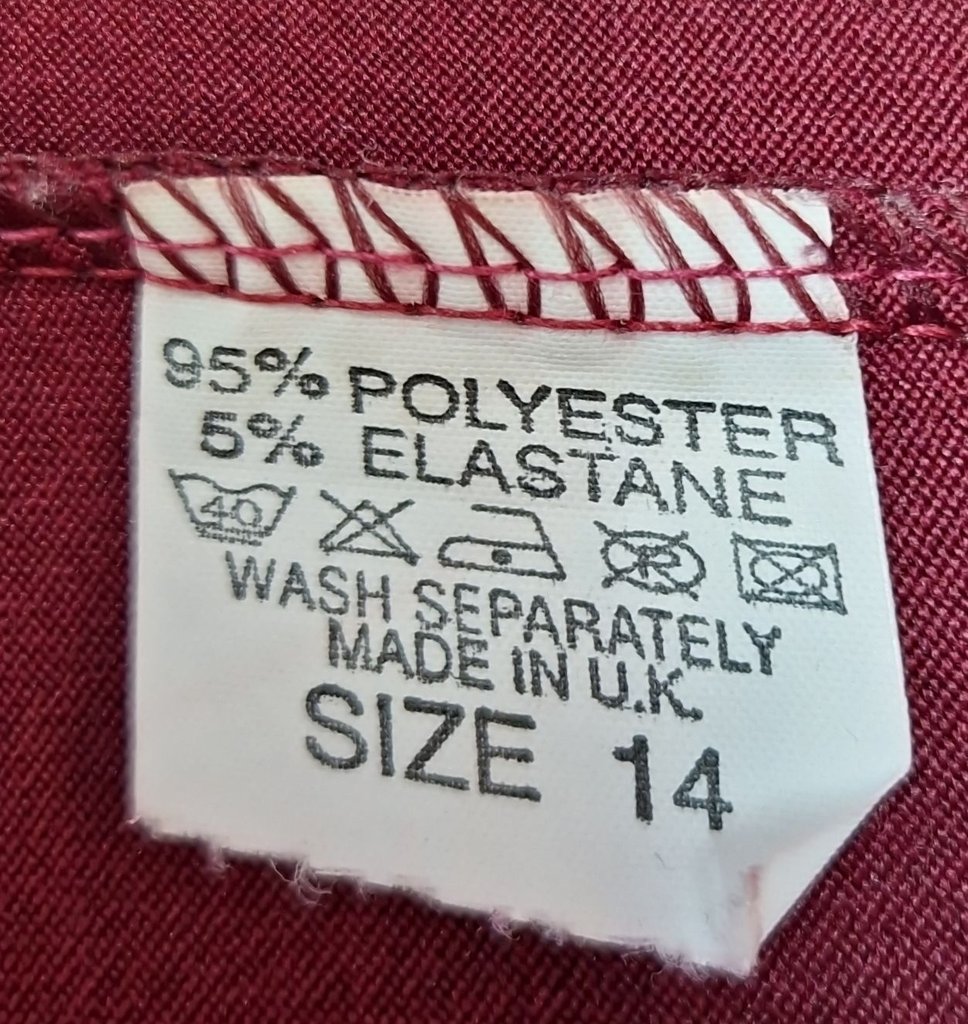 95% POLYESTER
5% ELASTANE
40
WASH SEPARATELY
MADE IN U.K
SIZE 14